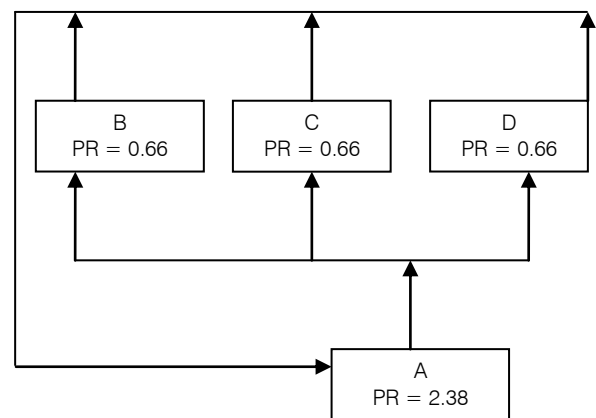 B
PR = 0.66
C
PR = 0.66
D
PR = 0.66
A
PR = 2.38